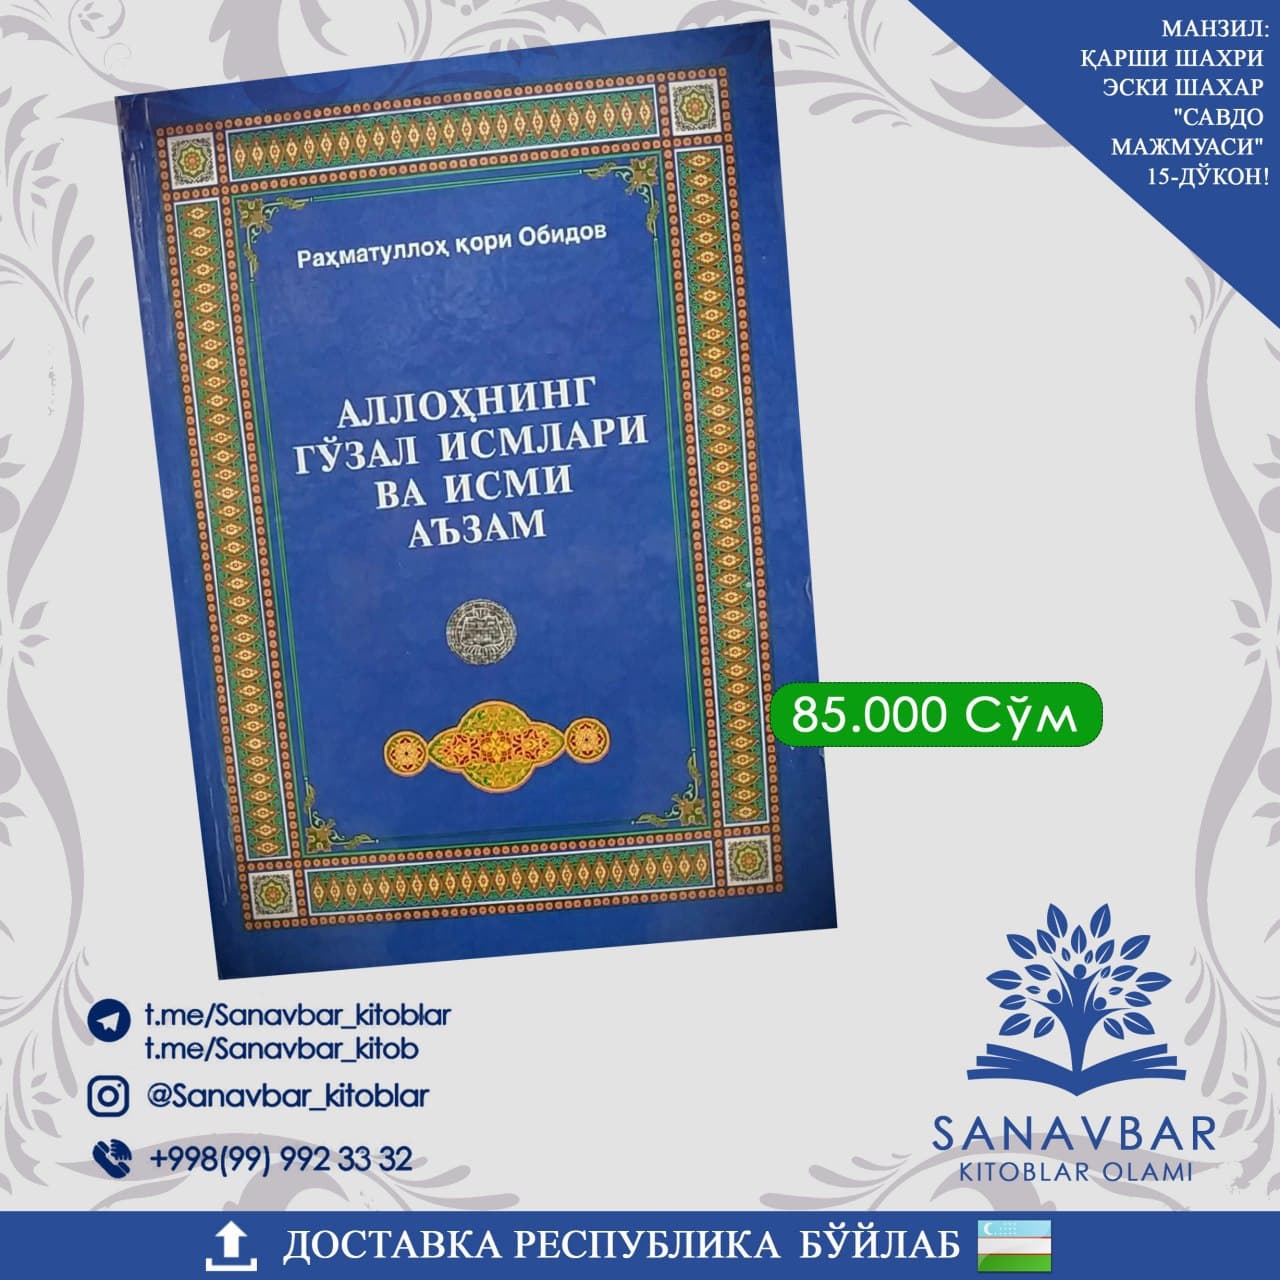 МАНЗИЛ:
ҚАРШИ ШАХРИ
ЭСКИ ШАХАР
"САВДО
МАЖМУАСИ"
15-ДЎКОН!
Раҳматуллоҳ қори Обидов
АЛЛОҲНИНГ
ГЎЗАЛ ИСМЛАРИ
ВА ИСМИ
АЪЗАМ
85.000 Сўм
t.me/Sanavbar_kitoblar
t.me/Sanavbar_kitob
@Sanavbar_kitoblar
+998(99) 992 33 32
SANAVBAR
KITOBLAR OLAMI
ДОСТАВКА РЕСПУБЛИКА БЎЙЛАБ